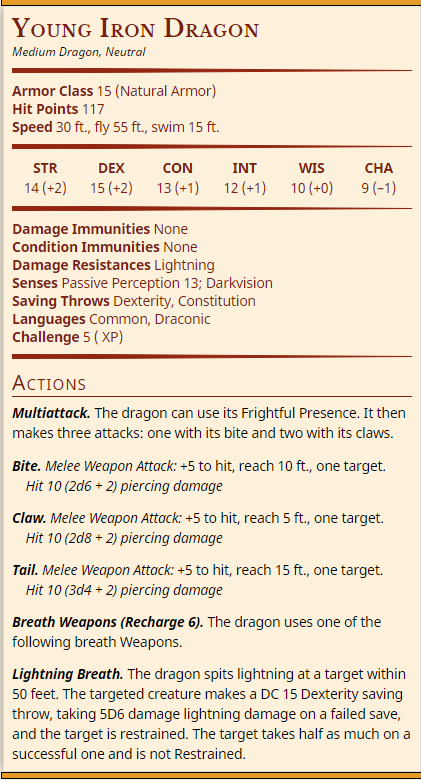 Young Iron Dragon
Medium Dragon, Neutral
Armor Class 15 (Natural Armor)
Hit Points 117
Speed 30 ft., fly 55 ft., swim 15 ft.
STR DEX CON INT WIS CHA
14 (+2) 15 (+2) 13 (+1) 12 (+1) 10 (+0) 9 (−1)
Damage Immunities None
Condition Immunities None
Damage Resistances Lightning
Senses Passive Perception 13; Darkvision
Saving Throws Dexterity, Constitution
Languages Common, Draconic
Challenge 5 ( XP)
Actions
Multiattack. The dragon can use its Frightful Presence. It then
makes three attacks: one with its bite and two with its claws.
Bite. Melee Weapon Attack: +5 to hit, reach 10 ft., one target.
Hit 10 (2d6 + 2) piercing damage
Claw. Melee Weapon Attack: +5 to hit, reach 5 ft., one target.
Hit 10 (2d8 + 2) piercing damage
Tail. Melee Weapon Attack: +5 to hit, reach 15 ft., one target.
Hit 10 (3d4 + 2) piercing damage
Breath Weapons (Recharge 6). The dragon uses one of the
following breath Weapons.
Lightning Breath. The dragon spits lightning at a target within
50 feet. The targeted creature makes a DC 15 Dexterity saving
throw, taking 5D6 damage lightning damage on a failed save,
and the target is restrained. The target takes half as much on a
successful one and is not Restrained.